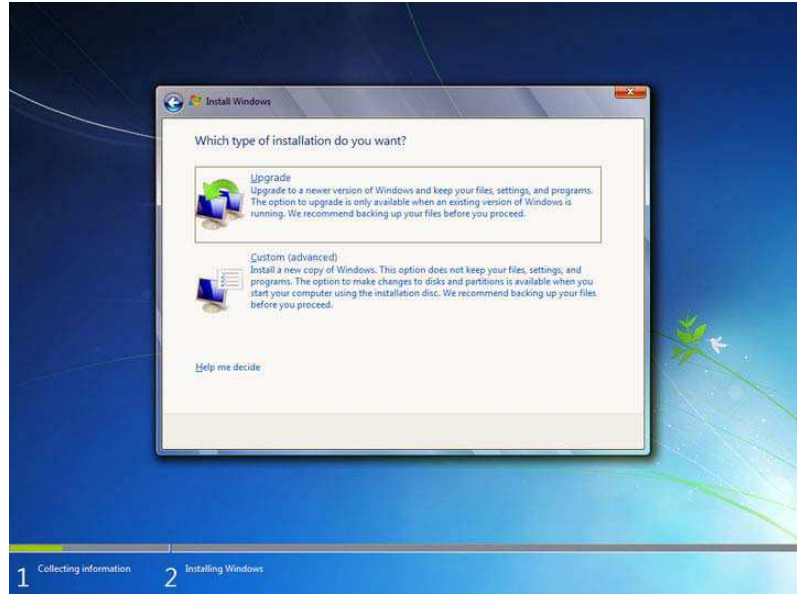 Install Windows
Which type of installation do you want?
Upgrade
Upgrade to a newer version of Windows and keep your files, settings, and programs.
The option to upgrade is only available when an existing version of Windows is
running. We recommend backing up your files before you proceed.
Custom (advanced)
Install a new copy of Windows. This option does not keep your files, settings, and
programs. The option to make changes to disks and partitions is available when you
start your computer using the installation disc. We recommend backing up your files
before you proceed.
Help me decide
1 Collecting information
2 Installing Windows